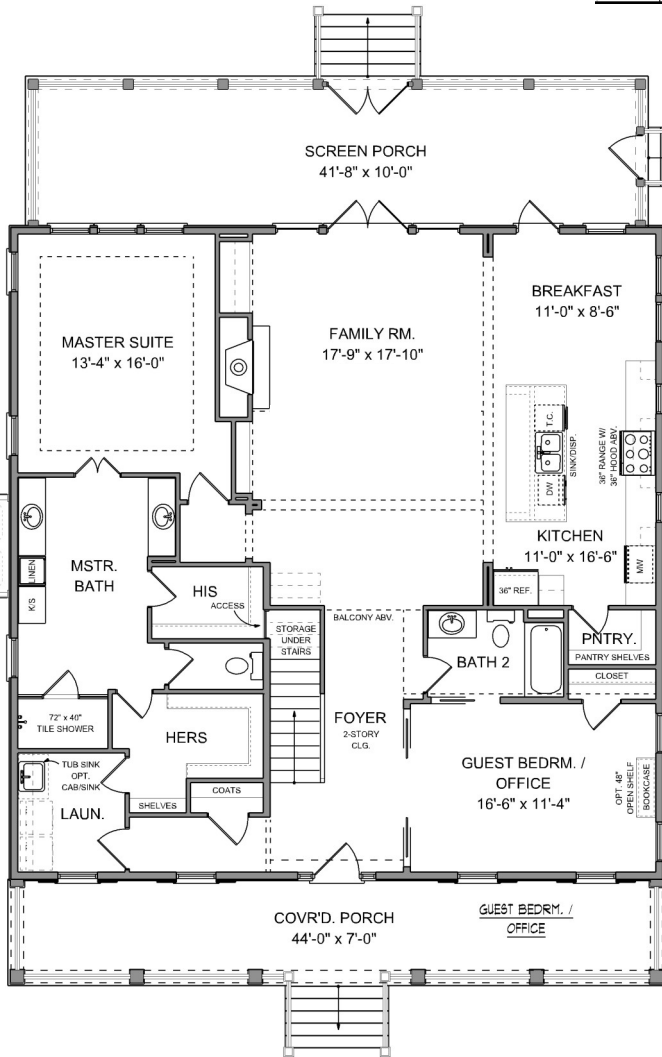 SCREEN PORCH
41'-8" x 10'-0"
MASTER SUITE
13'-4" x 16'-0"
FAMILY RM.
17'-9" x 17'-10"
BREAKFAST
11'-0" x 8'-6"
T.C.
SINK/DISP.
DW
36" RANGE W/
36" HOOD ABV.
KITCHEN
11'-0" x 16'-6"
MW
36" REF.
MSTR.
BATH
LINEN
K/S
HIS
ACCESS
STORAGE
UNDER
STAIRS
BALCONY ABV.
BATH 2
PNTRY.
PANTRY SHELVES
CLOSET
72" x 40"
TILE SHOWER
HERS
SHELVES
COATS
FOYER
2-STORY
CLG.
TUB SINK
OPT.
CAB/SINK
LAUN.
GUEST BEDRM. /
OFFICE
16'-6" x 11'-4"
OPT. 48"
OPEN SHELF
BOOKCASE
COVR'D. PORCH
44'-0" x 7'-0"
GUEST BEDRM. /
OFFICE